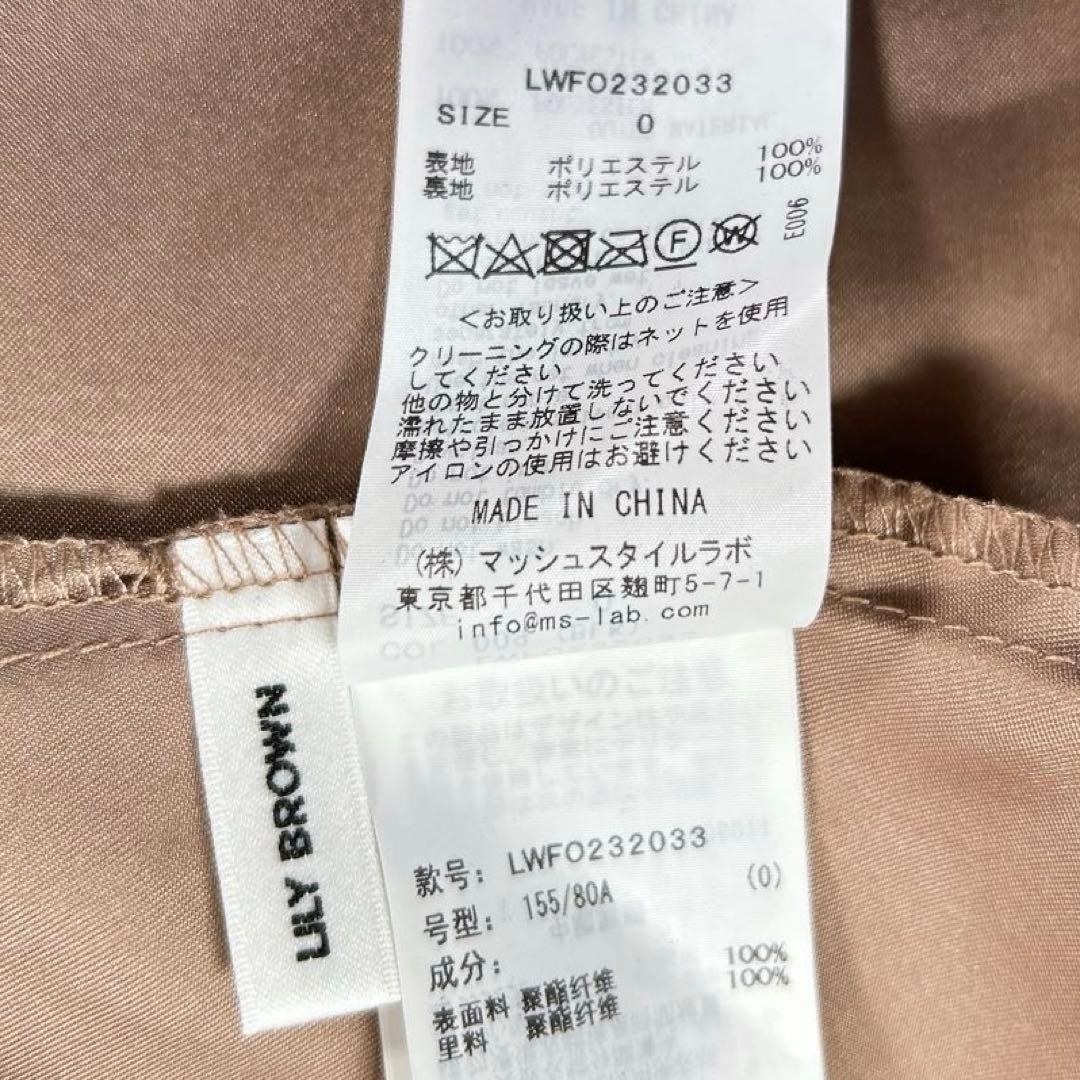 LWFO232033
SIZE 0
表地 ポリエステル 100%
裏地 ポリエステル 100%
F W
E006
<お取り扱い上のご注意>
クリーニングの際はネットを使用
してください
他の物と分けて洗ってください
濡れたまま放置しないでください
摩擦や引っかけにご注意ください
アイロンの使用はお避けください
MADE IN CHINA
(株)マッシュスタイルラボ
東京都千代田区麹町5-7-1
info@ms-lab.com
LILY BROWN
款号: LWFO232033
号型: 155/80A (0)
成分:
表面料 聚酯纤维 100%
里料 聚酯纤维 100%